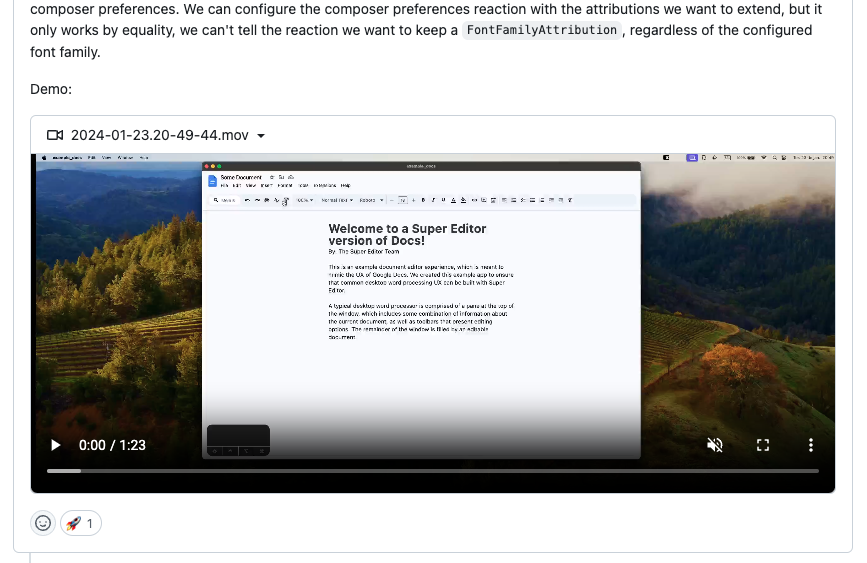 composer preferences. We can configure the composer preferences reaction with the attributions we want to extend, but it
only works by equality, we can't tell the reaction we want to keep a FontFamilyAttribution, regardless of the configured
font family.
Demo:
2024-01-23.20-49-44.mov
example_docs Edit View Window Help
example_docs
Some Document
File Edit View Insert Format Tools Extensions Help
100% Normal Text Roboto
Welcome to a Super Editor
version of Docs!
By: The Super Editor Team
This is an example document editor experience, which is meant to
mimic the UX of Google Docs. We created this example app to ensure
that common desktop word processing UX can be built with Super
Editor.
A typical desktop word processor is comprised of a pane at the top of
the window, which includes some combination of information about
the current document, as well as toolbars that present editing
options. The remainder of the window is filled by an editable
document.
0:00 / 1:23
1